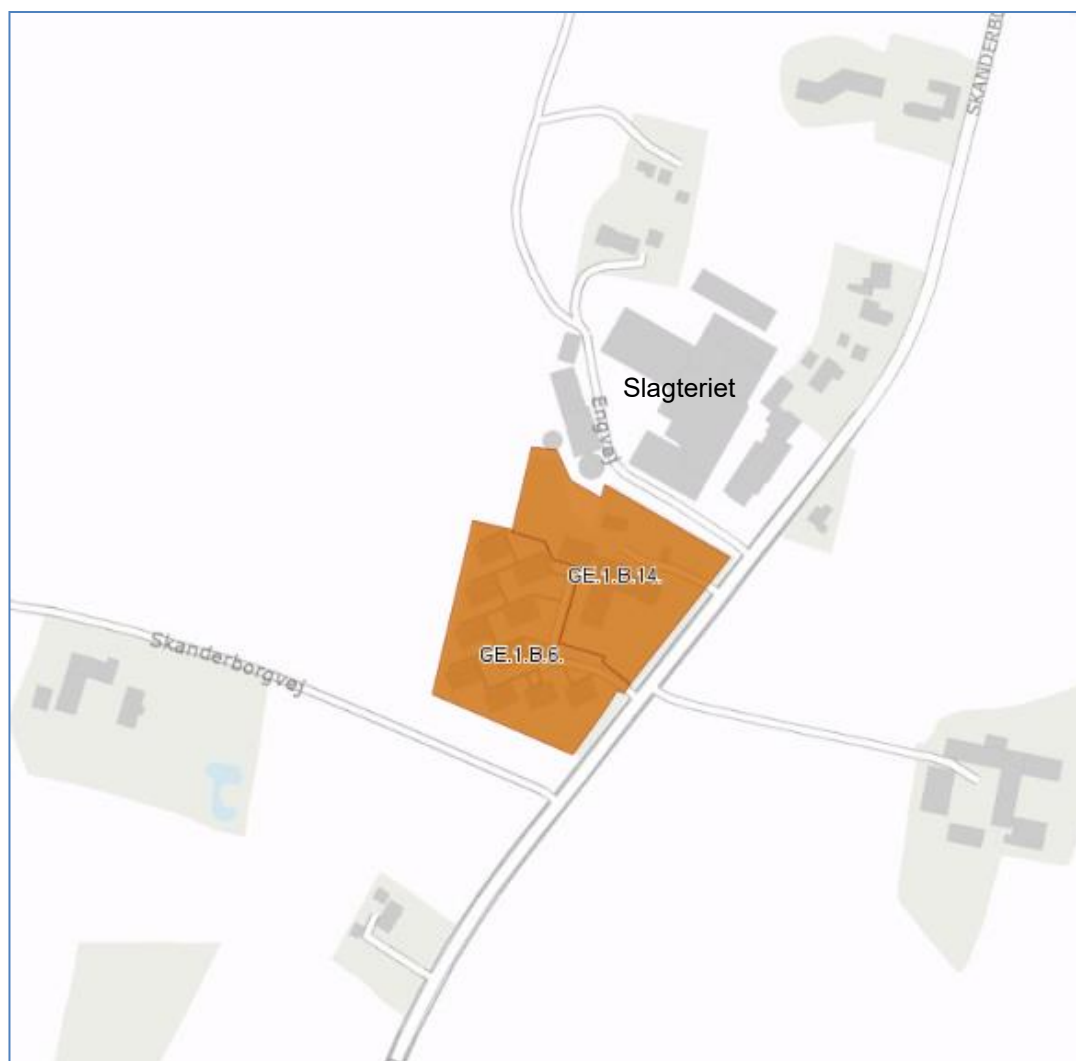 SKANDERB
Slagteriet
Engvej
GE.1.B.14.
GE.1.B.6.
Skanderborgvej